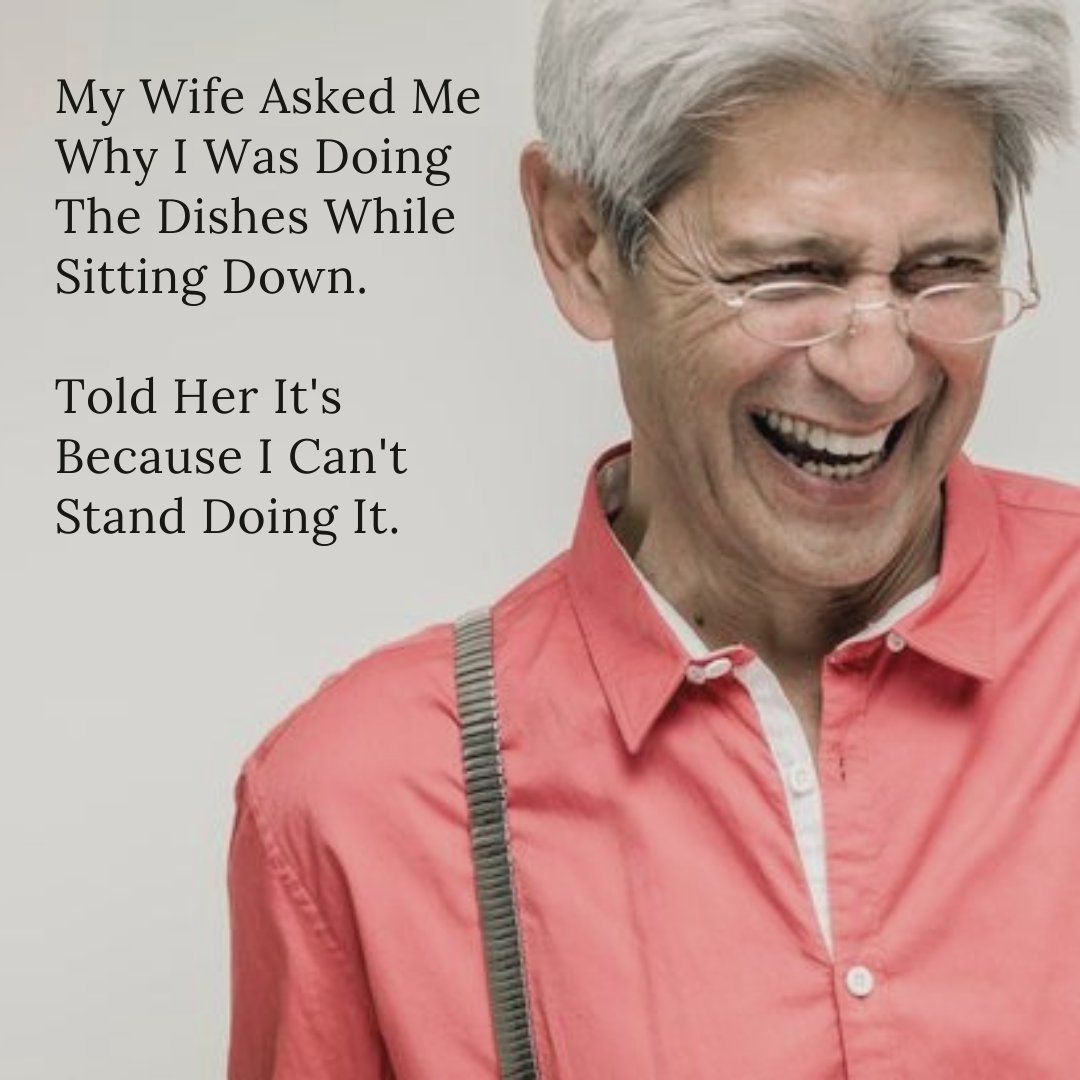 My Wife Asked Me
Why I Was Doing
The Dishes While
Sitting Down.
Told Her It's
Because I Can't
Stand Doing It.